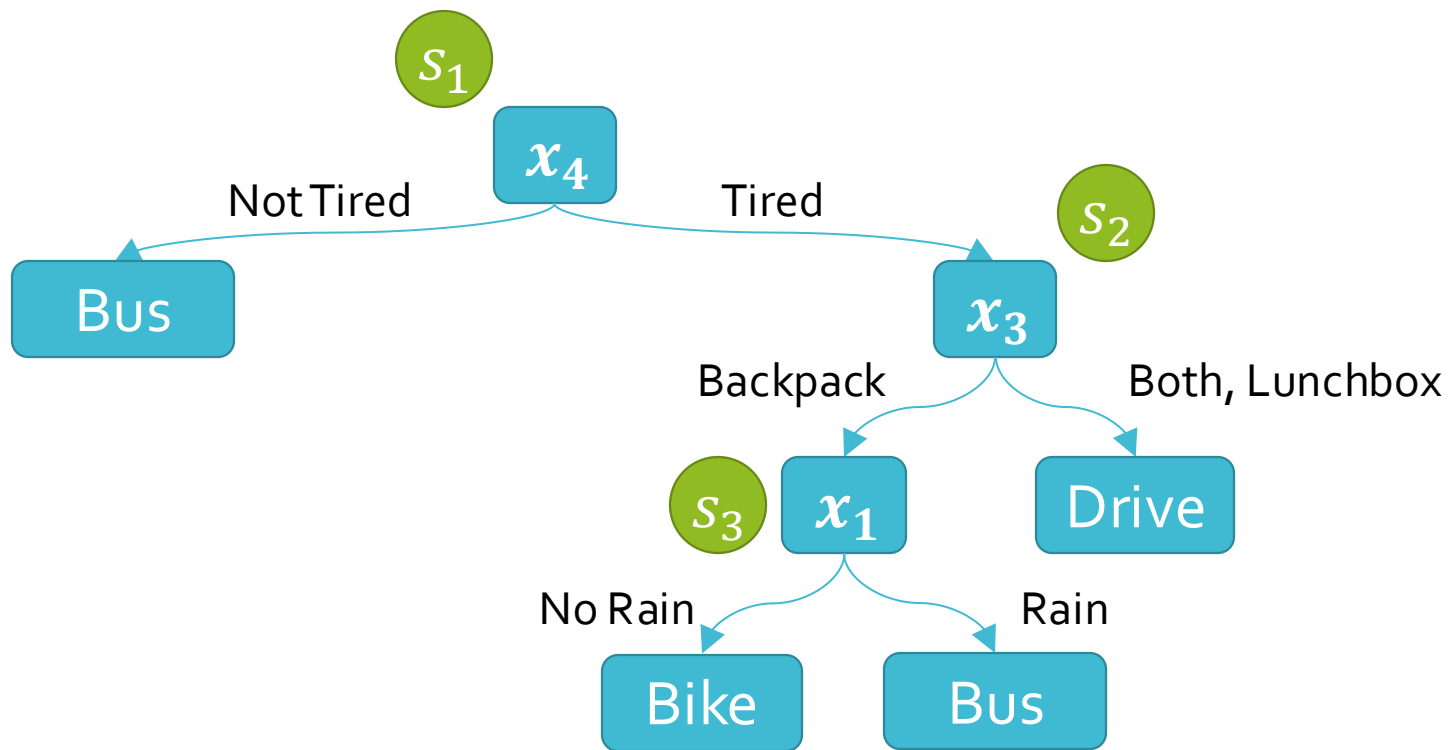 s₁
x₄
Not Tired
Tired
s₂
Bus
x₃
Backpack
Both, Lunchbox
s₃
x₁
Drive
No Rain
Rain
Bike
Bus